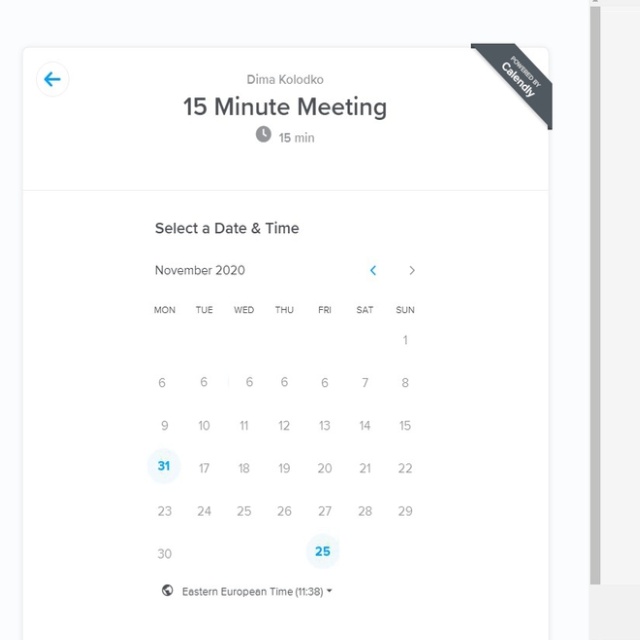 Dima Kolodko
POWERED BY
Calendly
15 Minute Meeting
15 min
Select a Date & Time
November 2020
MON TUE WED THU FRI SAT SUN
1
6 6 6 6 6 7 8
9 10 11 12 13 14 15
31 17 18 19 20 21 22
23 24 25 26 27 28 29
30 25
Eastern European Time (11:38)